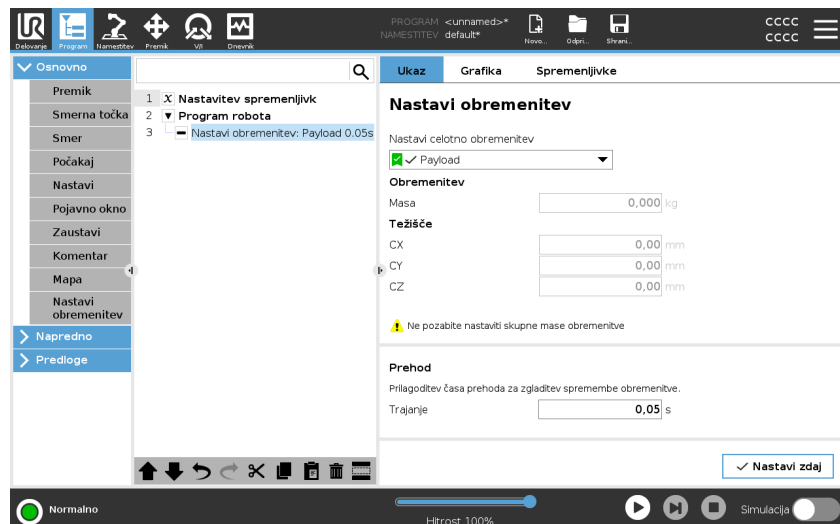 PROGRAM <unnamed>*
NAMESTITEV default*
CCCC
CCCC
Delovanje
Program
Namestitev
Premik
V/I
Dnevnik
Novo...
Odpri...
Shrani...
Osnovno
Premik
Smerna točka
Smer
Počakaj
Nastavi
Pojavno okno
Zaustavi
Komentar
Mapa
Nastavi
obremenitev
Napredno
Predloge
1 X Nastavitev spremenljivk
2 Program robota
3 Nastavi obremenitev: Payload 0.05s
Ukaz
Grafika
Spremenljivke
Nastavi obremenitev
Nastavi celotno obremenitev
Payload
Obremenitev
Masa 0,000 kg
Težišče
CX 0,00 mm
CY 0,00 mm
CZ 0,00 mm
Ne pozabite nastaviti skupne mase obremenitve
Prehod
Prilagoditev časa prehoda za zgladitev spremembe obremenitve.
Trajanje 0,05 s
Nastavi zdaj
Normalno
Hitrost 100%
Simulacija